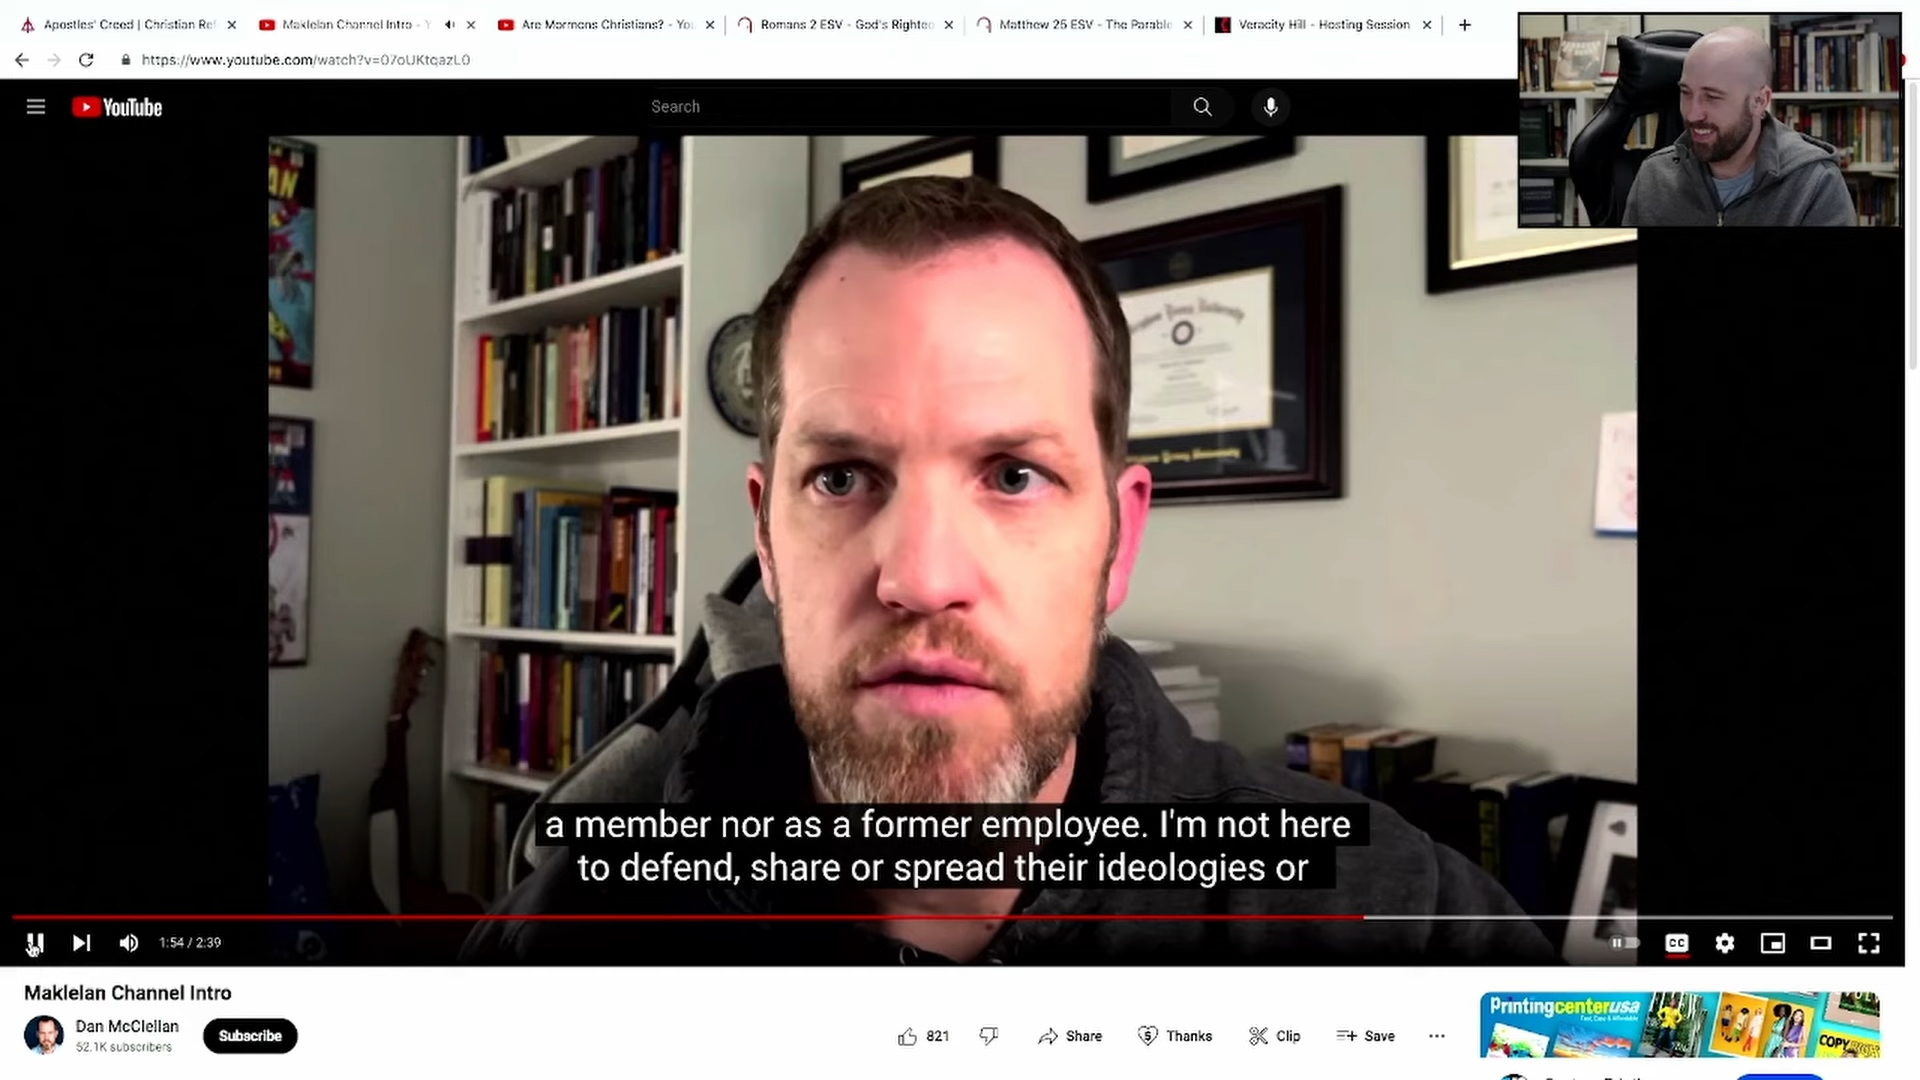 Apostles' Creed | Christian Ref
Maklelan Channel Intro - Y
Are Mormons Christians? - You
Romans 2 ESV - God's Righteo
Matthew 25 ESV - The Parable
Veracity Hill - Hosting Session
https://www.youtube.com/watch?v=07oUKtqazL0
YouTube
Search
a member nor as a former employee. I'm not here
to defend, share or spread their ideologies or
1:54 / 2:39
CC
Maklelan Channel Intro
Dan McClellan
52.1K subscribers
Subscribe
821
Share
Thanks
Clip
Save
Printingcenterusa
COPY